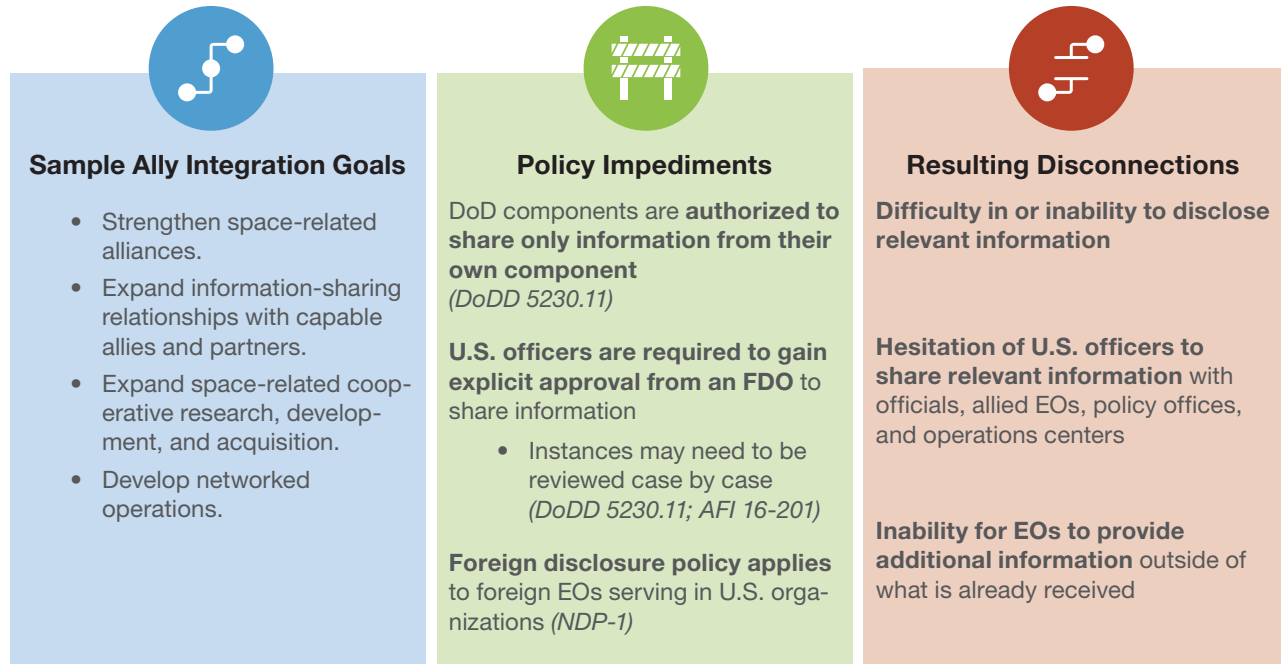 Sample Ally Integration Goals
• Strengthen space-related
alliances.
• Expand information-sharing
relationships with capable
allies and partners.
• Expand space-related coop-
erative research, develop-
ment, and acquisition.
• Develop networked
operations.
Policy Impediments
DoD components are authorized to
share only information from their
own component
(DoDD 5230.11)
U.S. officers are required to gain
explicit approval from an FDO to
share information
• Instances may need to be
reviewed case by case
(DoDD 5230.11; AFI 16-201)
Foreign disclosure policy applies
to foreign EOs serving in U.S. orga-
nizations (NDP-1)
Resulting Disconnections
Difficulty in or inability to disclose
relevant information
Hesitation of U.S. officers to
share relevant information with
officials, allied EOs, policy offices,
and operations centers
Inability for EOs to provide
additional information outside of
what is already received